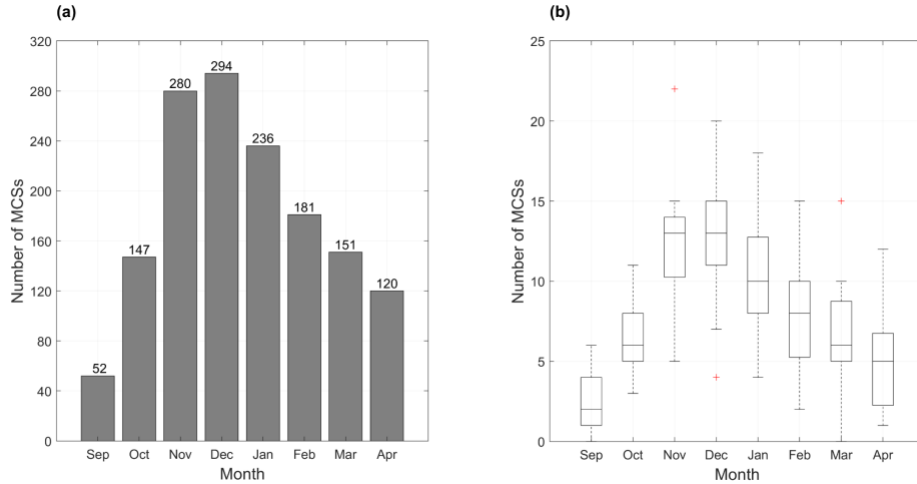 (a)
320
280
240
200
160
120
80
40
0
Number of MCSs
52
147
280
294
236
181
151
120
Sep Oct Nov Dec Jan Feb Mar Apr
Month
(b)
25
20
15
10
5
0
Number of MCSs
Sep Oct Nov Dec Jan Feb Mar Apr
Month